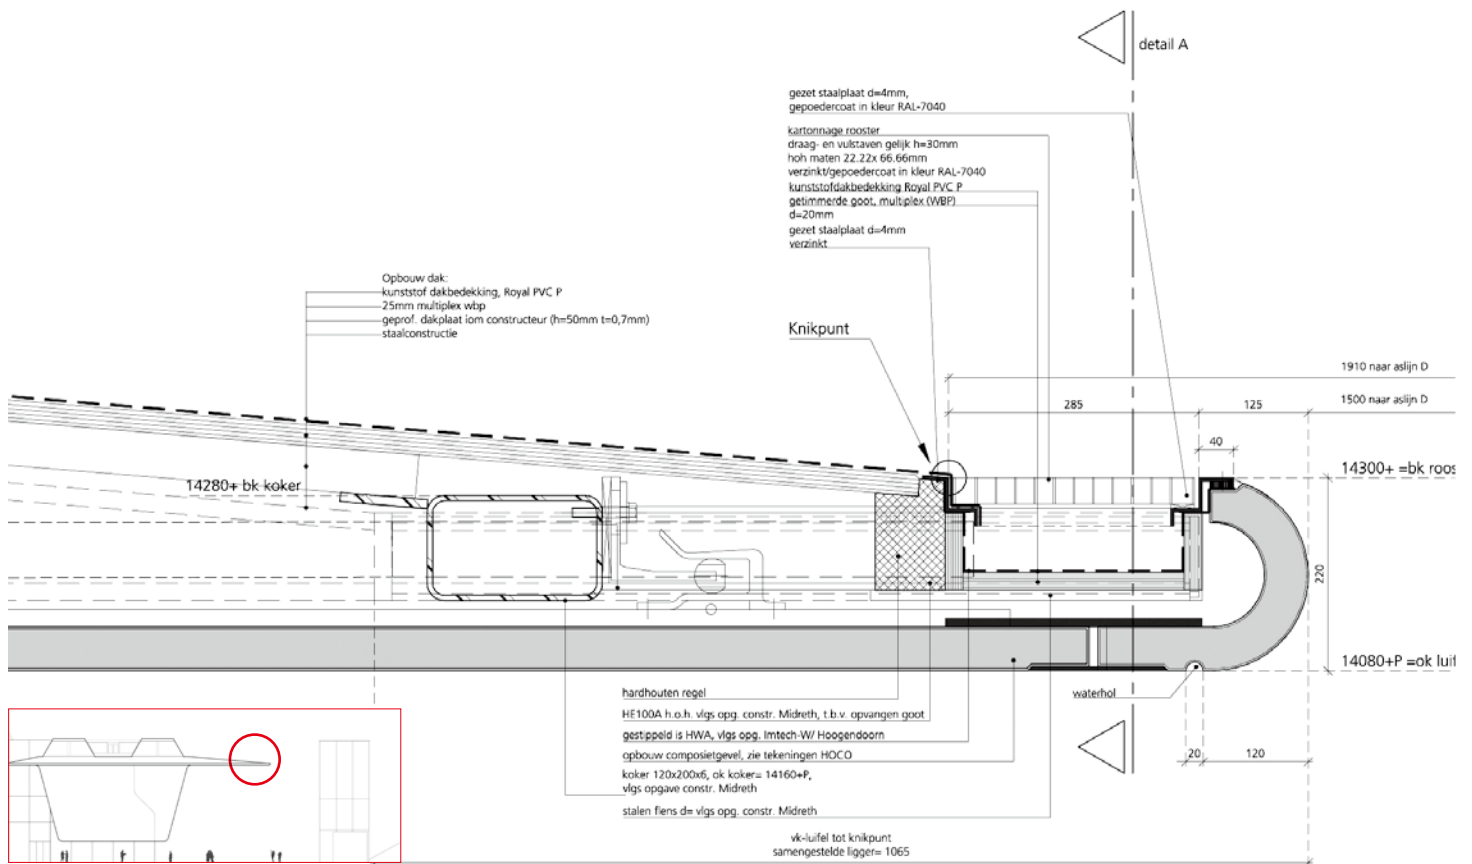 detail A
gezet staalplaat d=4mm,
gepoedercoat in kleur RAL-7040
kartonnage rooster
draag- en vulstaven gelijk h=30mm
hoh maten 22.22x 66.66mm
verzinkt/gepoedercoat in kleur RAL-7040
kunststofdakbedekking Royal PVC P
getimmerde goot, multiplex (WBP)
d=20mm
gezet staalplaat d=4mm
verzinkt
Opbouw dak:
kunststof dakbedekking, Royal PVC P
25mm multiplex wbp
geprof. dakplaat iom constructeur (h=50mm t=0,7mm)
staalconstructie
Knikpunt
1910 naar aslijn D
285
125
1500 naar aslijn D
40
14300+ =bk roos
14280+ bk koker
220
14080+P =ok luif
waterhol
20
120
hardhouten regel
HE100A h.o.h. vlgs opg. constr. Midreth, t.b.v. opvangen goot
gestippeld is HWA, vlgs opg. Imtech-W/ Hoogendoorn
opbouw composietgevel, zie tekeningen HOCO
koker 120x200x6, ok koker= 14160+P,
vlgs opgave constr. Midreth
stalen flens d= vlgs opg. constr. Midreth
vk-luifel tot knikpunt
samengestelde ligger= 1065